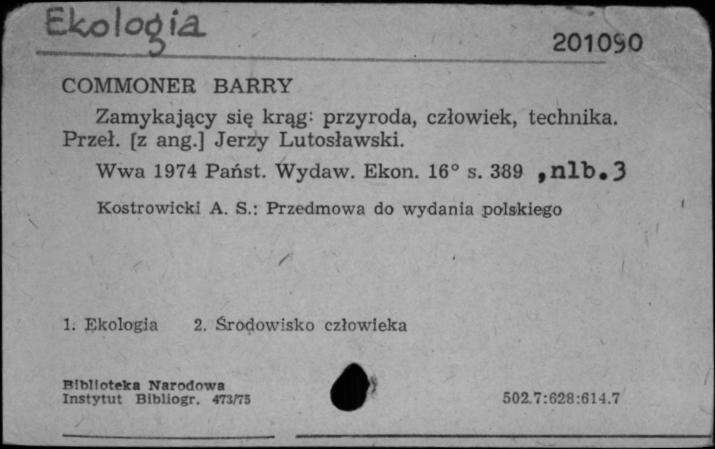 Ekologia
201090
COMMONER BARRY
Zamykający się krąg: przyroda, człowiek, technika.
Przeł. [z ang.] Jerzy Lutosławski.
Wwa 1974 Państ. Wydaw. Ekon. 16° s. 389 ,nlb.3
Kostrowicki A. S.: Przedmowa do wydania polskiego
1. Ekologia 2. Środowisko człowieka
Biblioteka Narodowa
Instytut Bibliogr. 473/75
502.7:628:614.7